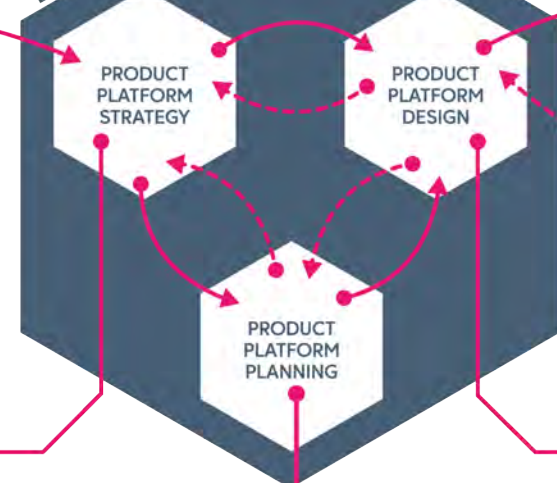 PRODUCT
PLATFORM
STRATEGY
PRODUCT
PLATFORM
DESIGN
PRODUCT
PLATFORM
PLANNING